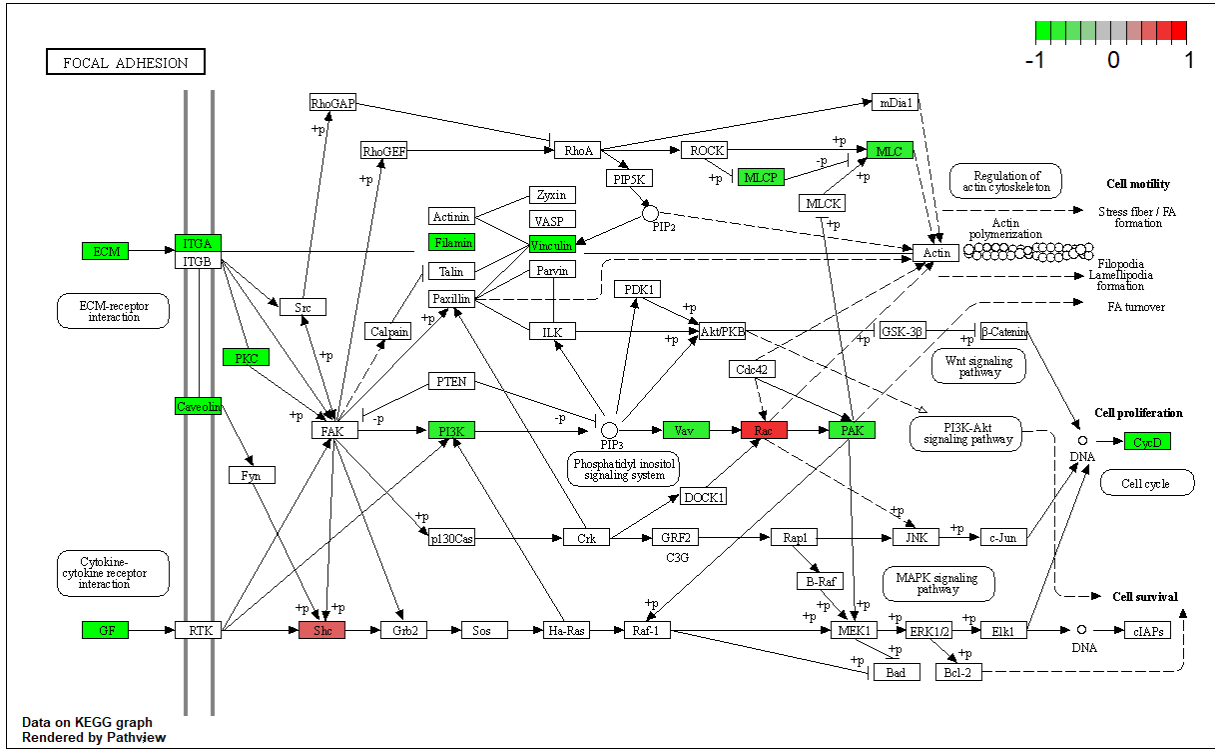 -1 0 1
FOCAL ADHESION
RhoGAP
mDia1
+p
+p
RhoGEF
RhoA
ROCK
MLC
-p
+p
+p
MLCP
+p
PIP5K
Regulation of
actin cytoskeleton
Cell motility
Zyxin
MLCK
Actinin
VASP
PIP2
+p
Stress fiber / FA
formation
Actin
polymerization
ECM
ITGA
ITGB
Filamin
Vinculin
Actin
Talin
Parvin
Filopodia
Lamellipodia
formation
ECM-receptor
interaction
Src
Paxillin
PDK1
FA turnover
+p
+p
Calpain
ILK
+p
Akt/PKB
GSK-3β
β-Catenin
+p
+p
+p
PKC
+p
Wnt signaling
pathway
Cdc42
PTEN
Caveolin
+p
-p
-p
Cell proliferation
FAK
PI3K
PIP3
Vav
Rac
PAK
PI3K-Akt
signaling pathway
DNA
CycD
Phosphatidyl inositol
signaling system
Fyn
Cell cycle
DOCK1
+p
p130Cas
Crk
GRF2
C3G
Rap1
JNK
+p
c-Jun
Cytokine-
cytokine receptor
interaction
B-Raf
MAPK signaling
pathway
+p
+p
+p
+p
+p
Cell survival
GF
RTK
Shc
Grb2
Sos
Ha-Ras
Raf-1
MEK1
+p
ERK1/2
+p
Elk1
DNA
cIAPs
+p
+p
+p
Bad
Bcl-2
Data on KEGG graph
Rendered by Pathview